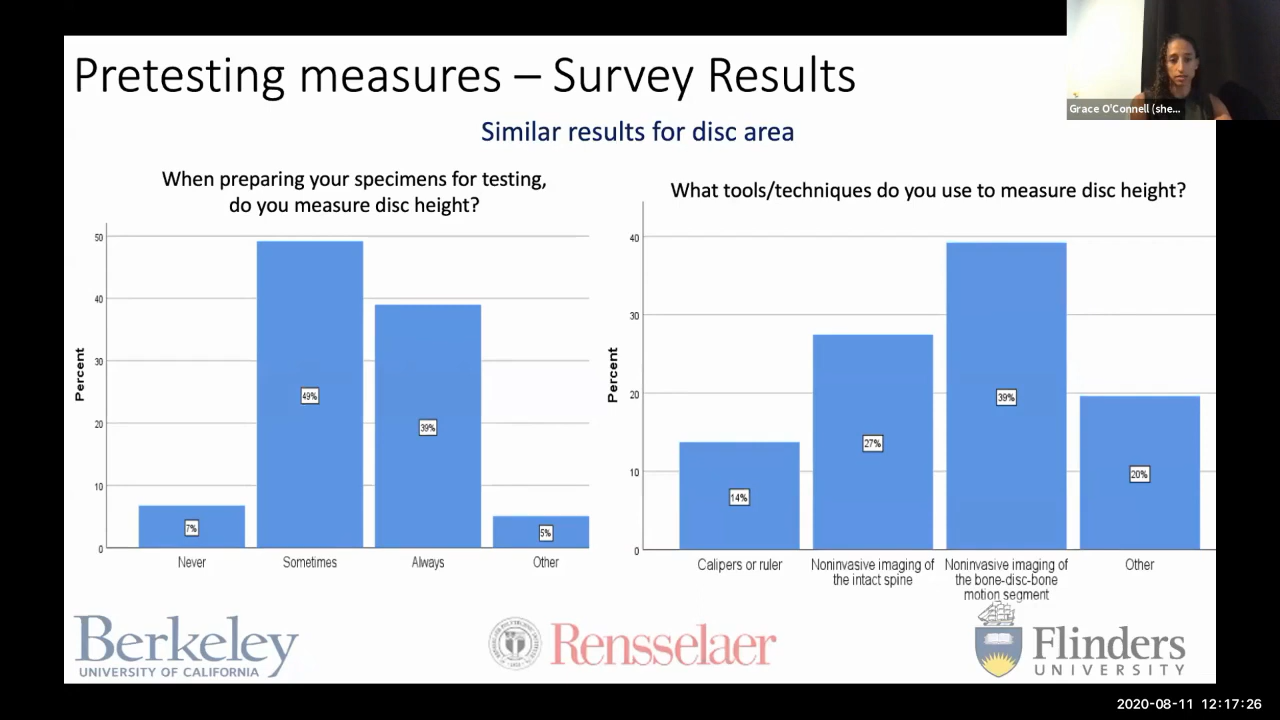 Pretesting measures – Survey Results
Grace O'Connell (she...
Similar results for disc area
When preparing your specimens for testing,
do you measure disc height?
50
40
30
20
10
0
Percent
7%
49%
39%
5%
Never
Sometimes
Always
Other
What tools/techniques do you use to measure disc height?
40
30
20
10
0
Percent
14%
27%
39%
20%
Calipers or ruler
Noninvasive imaging of
the intact spine
Noninvasive imaging of
the bone-disc-bone
motion segment
Other
Berkeley
UNIVERSITY OF CALIFORNIA
Rensselaer
Flinders
UNIVERSITY
2020-08-11 12:17:26